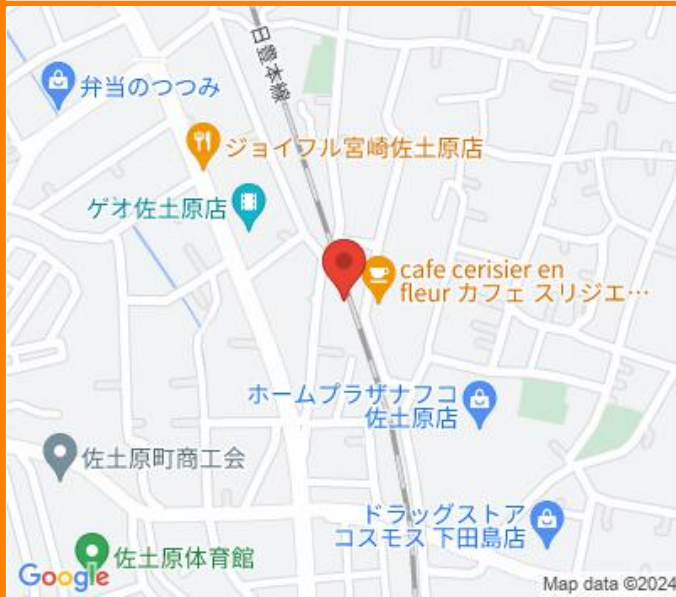 日豊本線
弁当のつつみ
ジョイフル宮崎佐土原店
ゲオ佐土原店
cafe cerisier en
fleur カフェ スリジエ…
ホームプラザナフコ
佐土原店
佐土原町商工会
ドラッグストア
コスモス 下田島店
佐土原体育館
Google
Map data ©2024